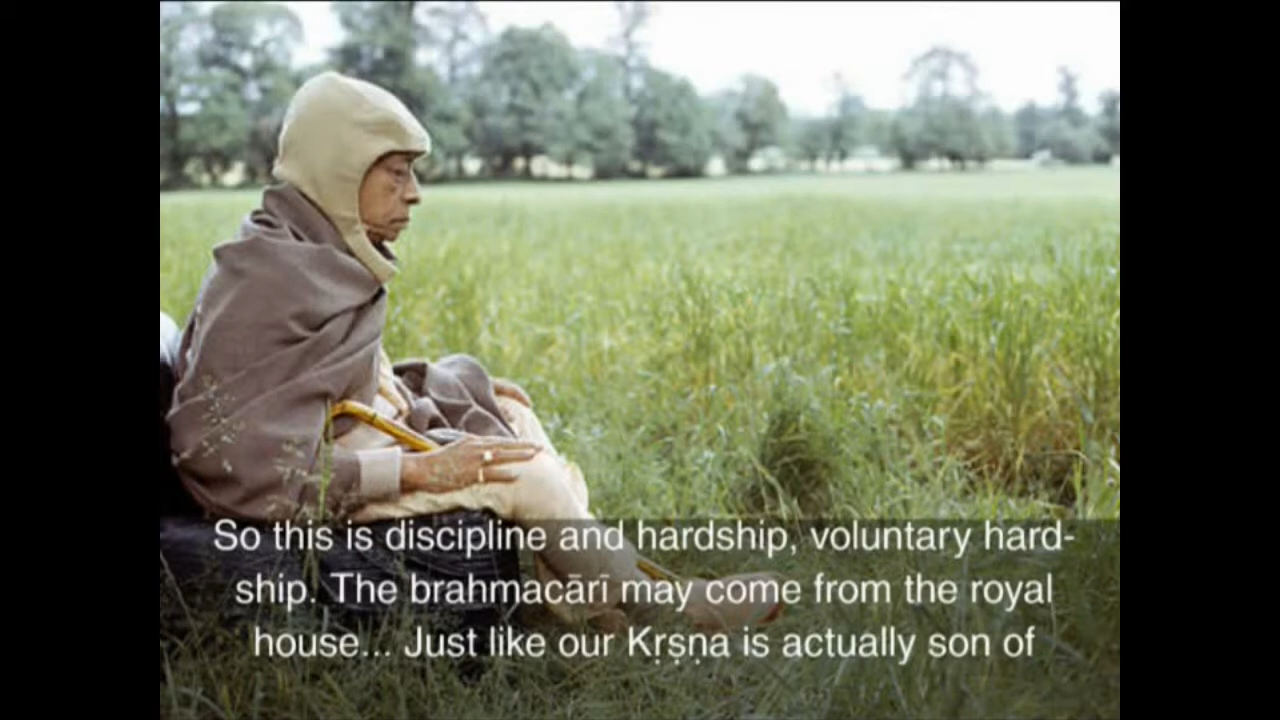 So this is discipline and hardship, voluntary hard-
ship. The brahmacārī may come from the royal
house... Just like our Kṛṣṇa is actually son of